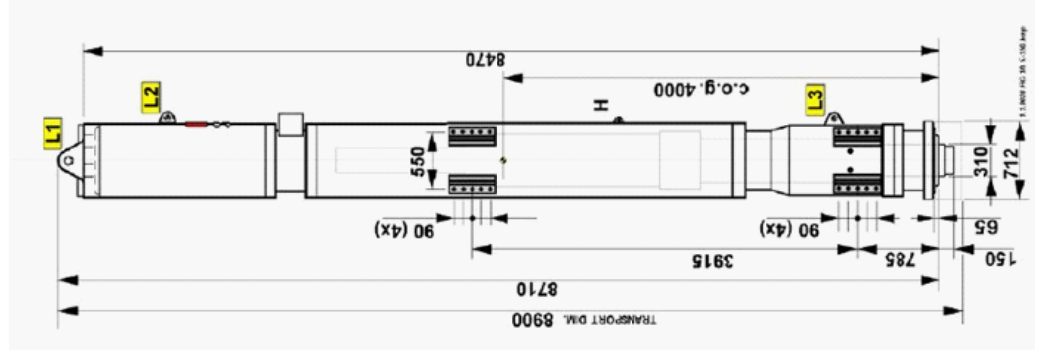 8470
c.o.g. 4000
L2
L3
H
L1
550
310
712
90 (4x)
90 (4x)
65
3915
785
150
8710
TRANSPORT DIM. 8900